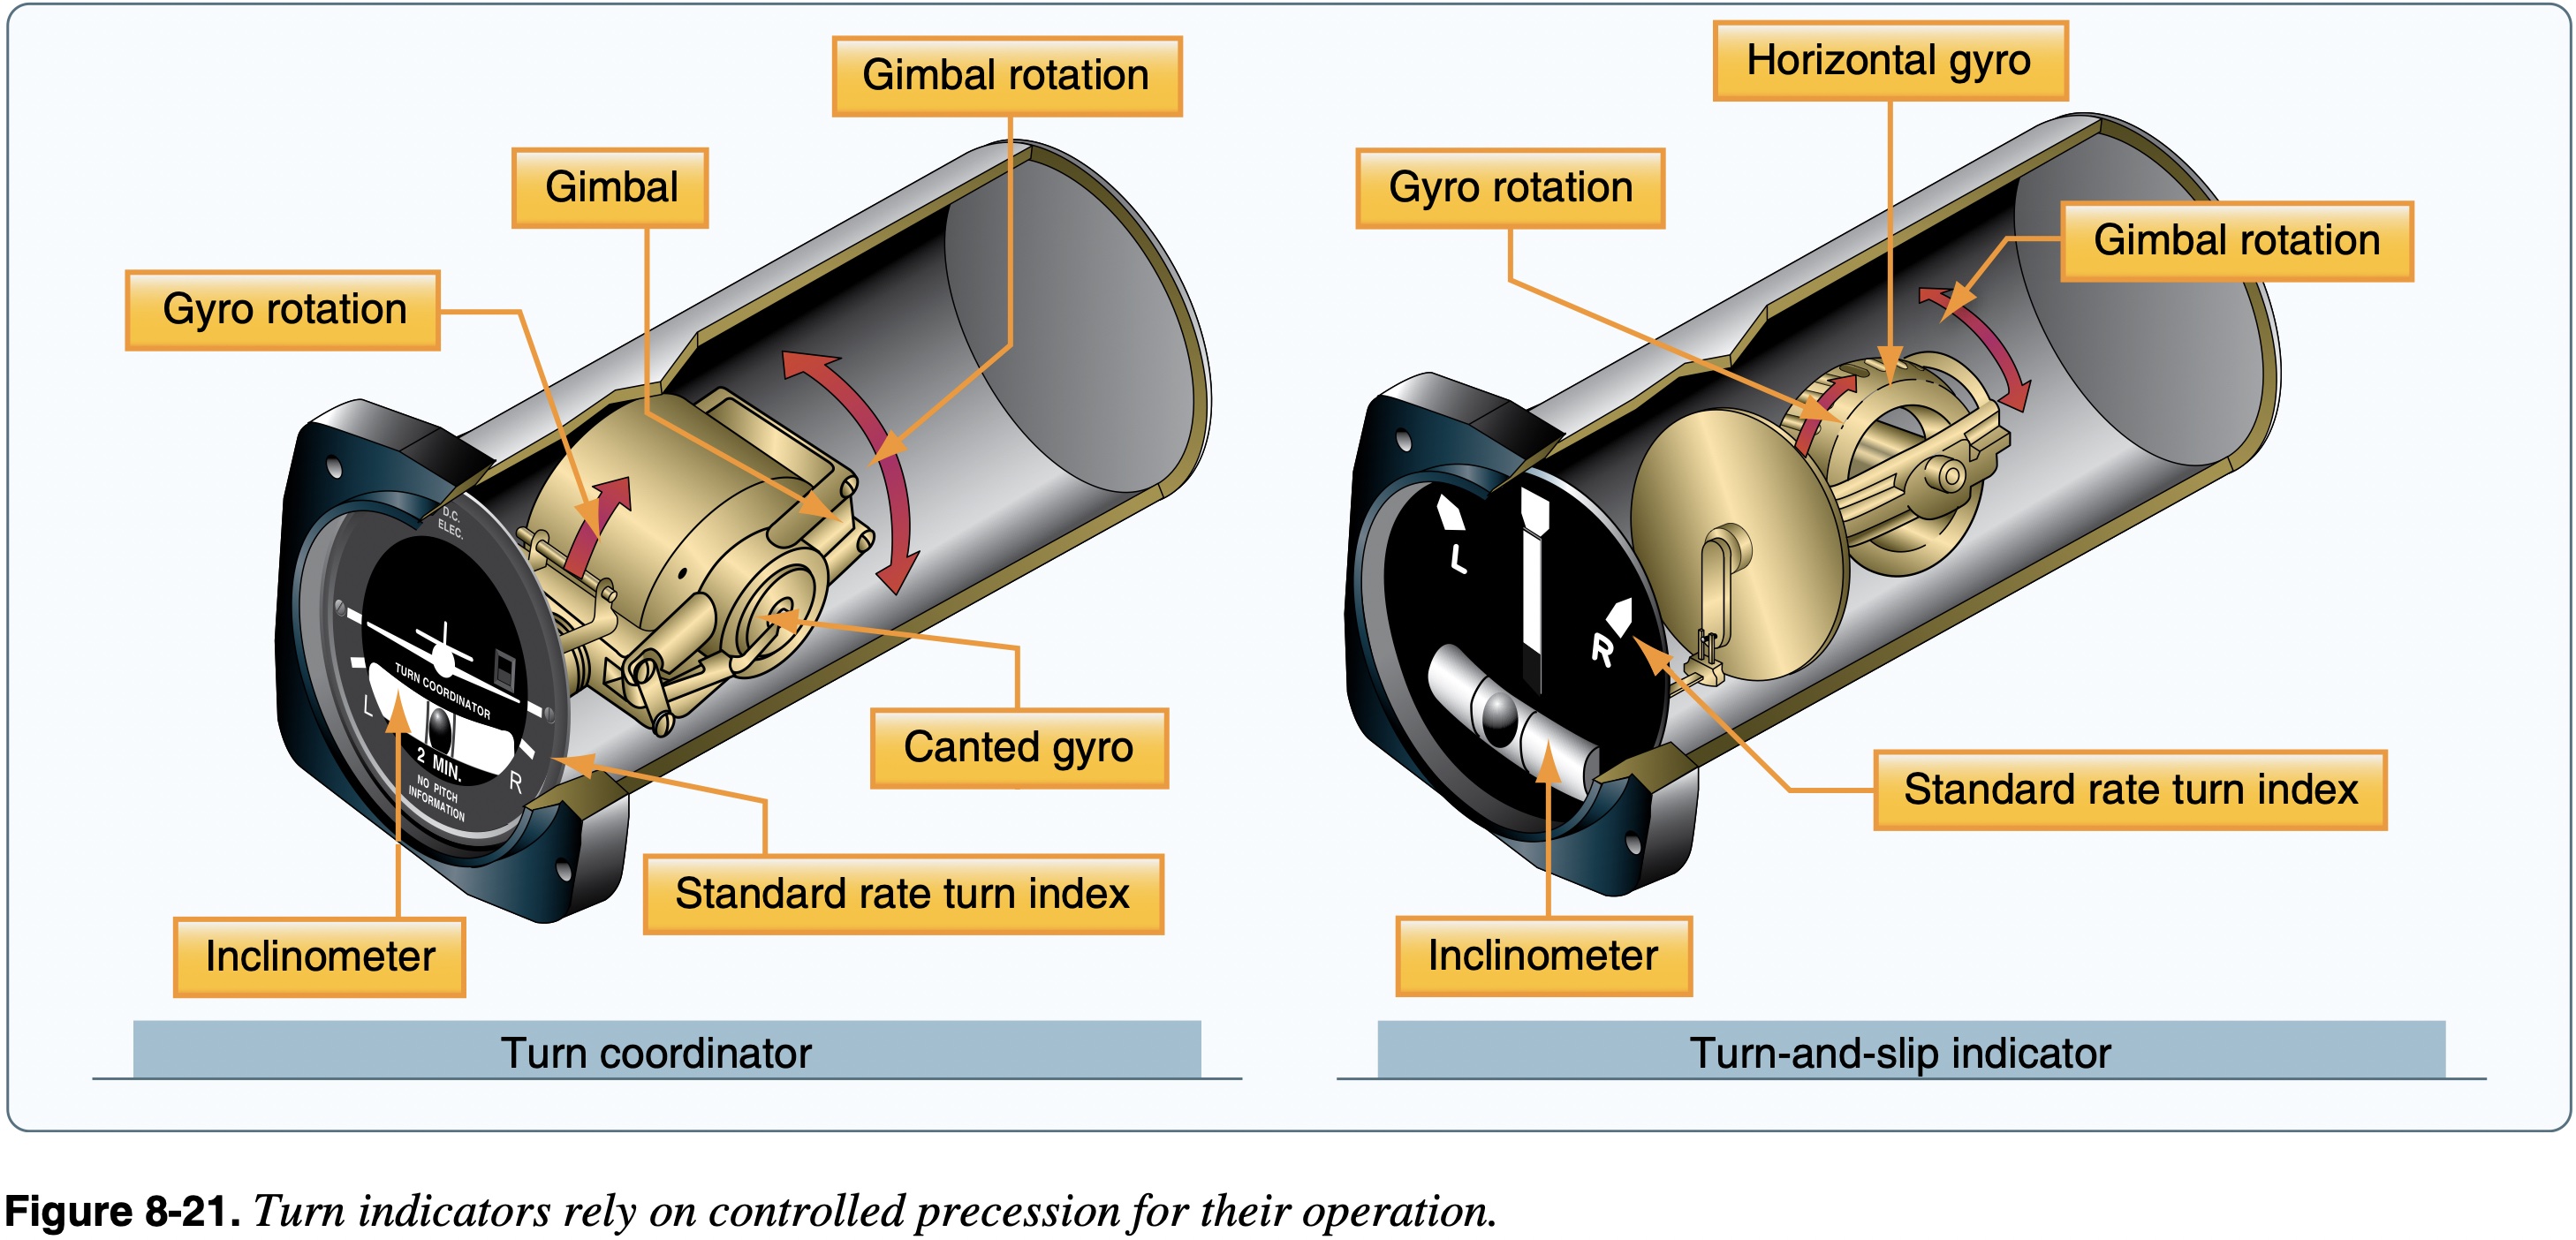 Gimbal rotation
Gimbal
Gyro rotation
D.C.
ELEC.
TURN COORDINATOR
L
R
2 MIN.
NO PITCH
INFORMATION
Canted gyro
Standard rate turn index
Inclinometer
Turn coordinator
Horizontal gyro
Gyro rotation
Gimbal rotation
L
R
Standard rate turn index
Inclinometer
Turn-and-slip indicator
Figure 8-21. Turn indicators rely on controlled precession for their operation.